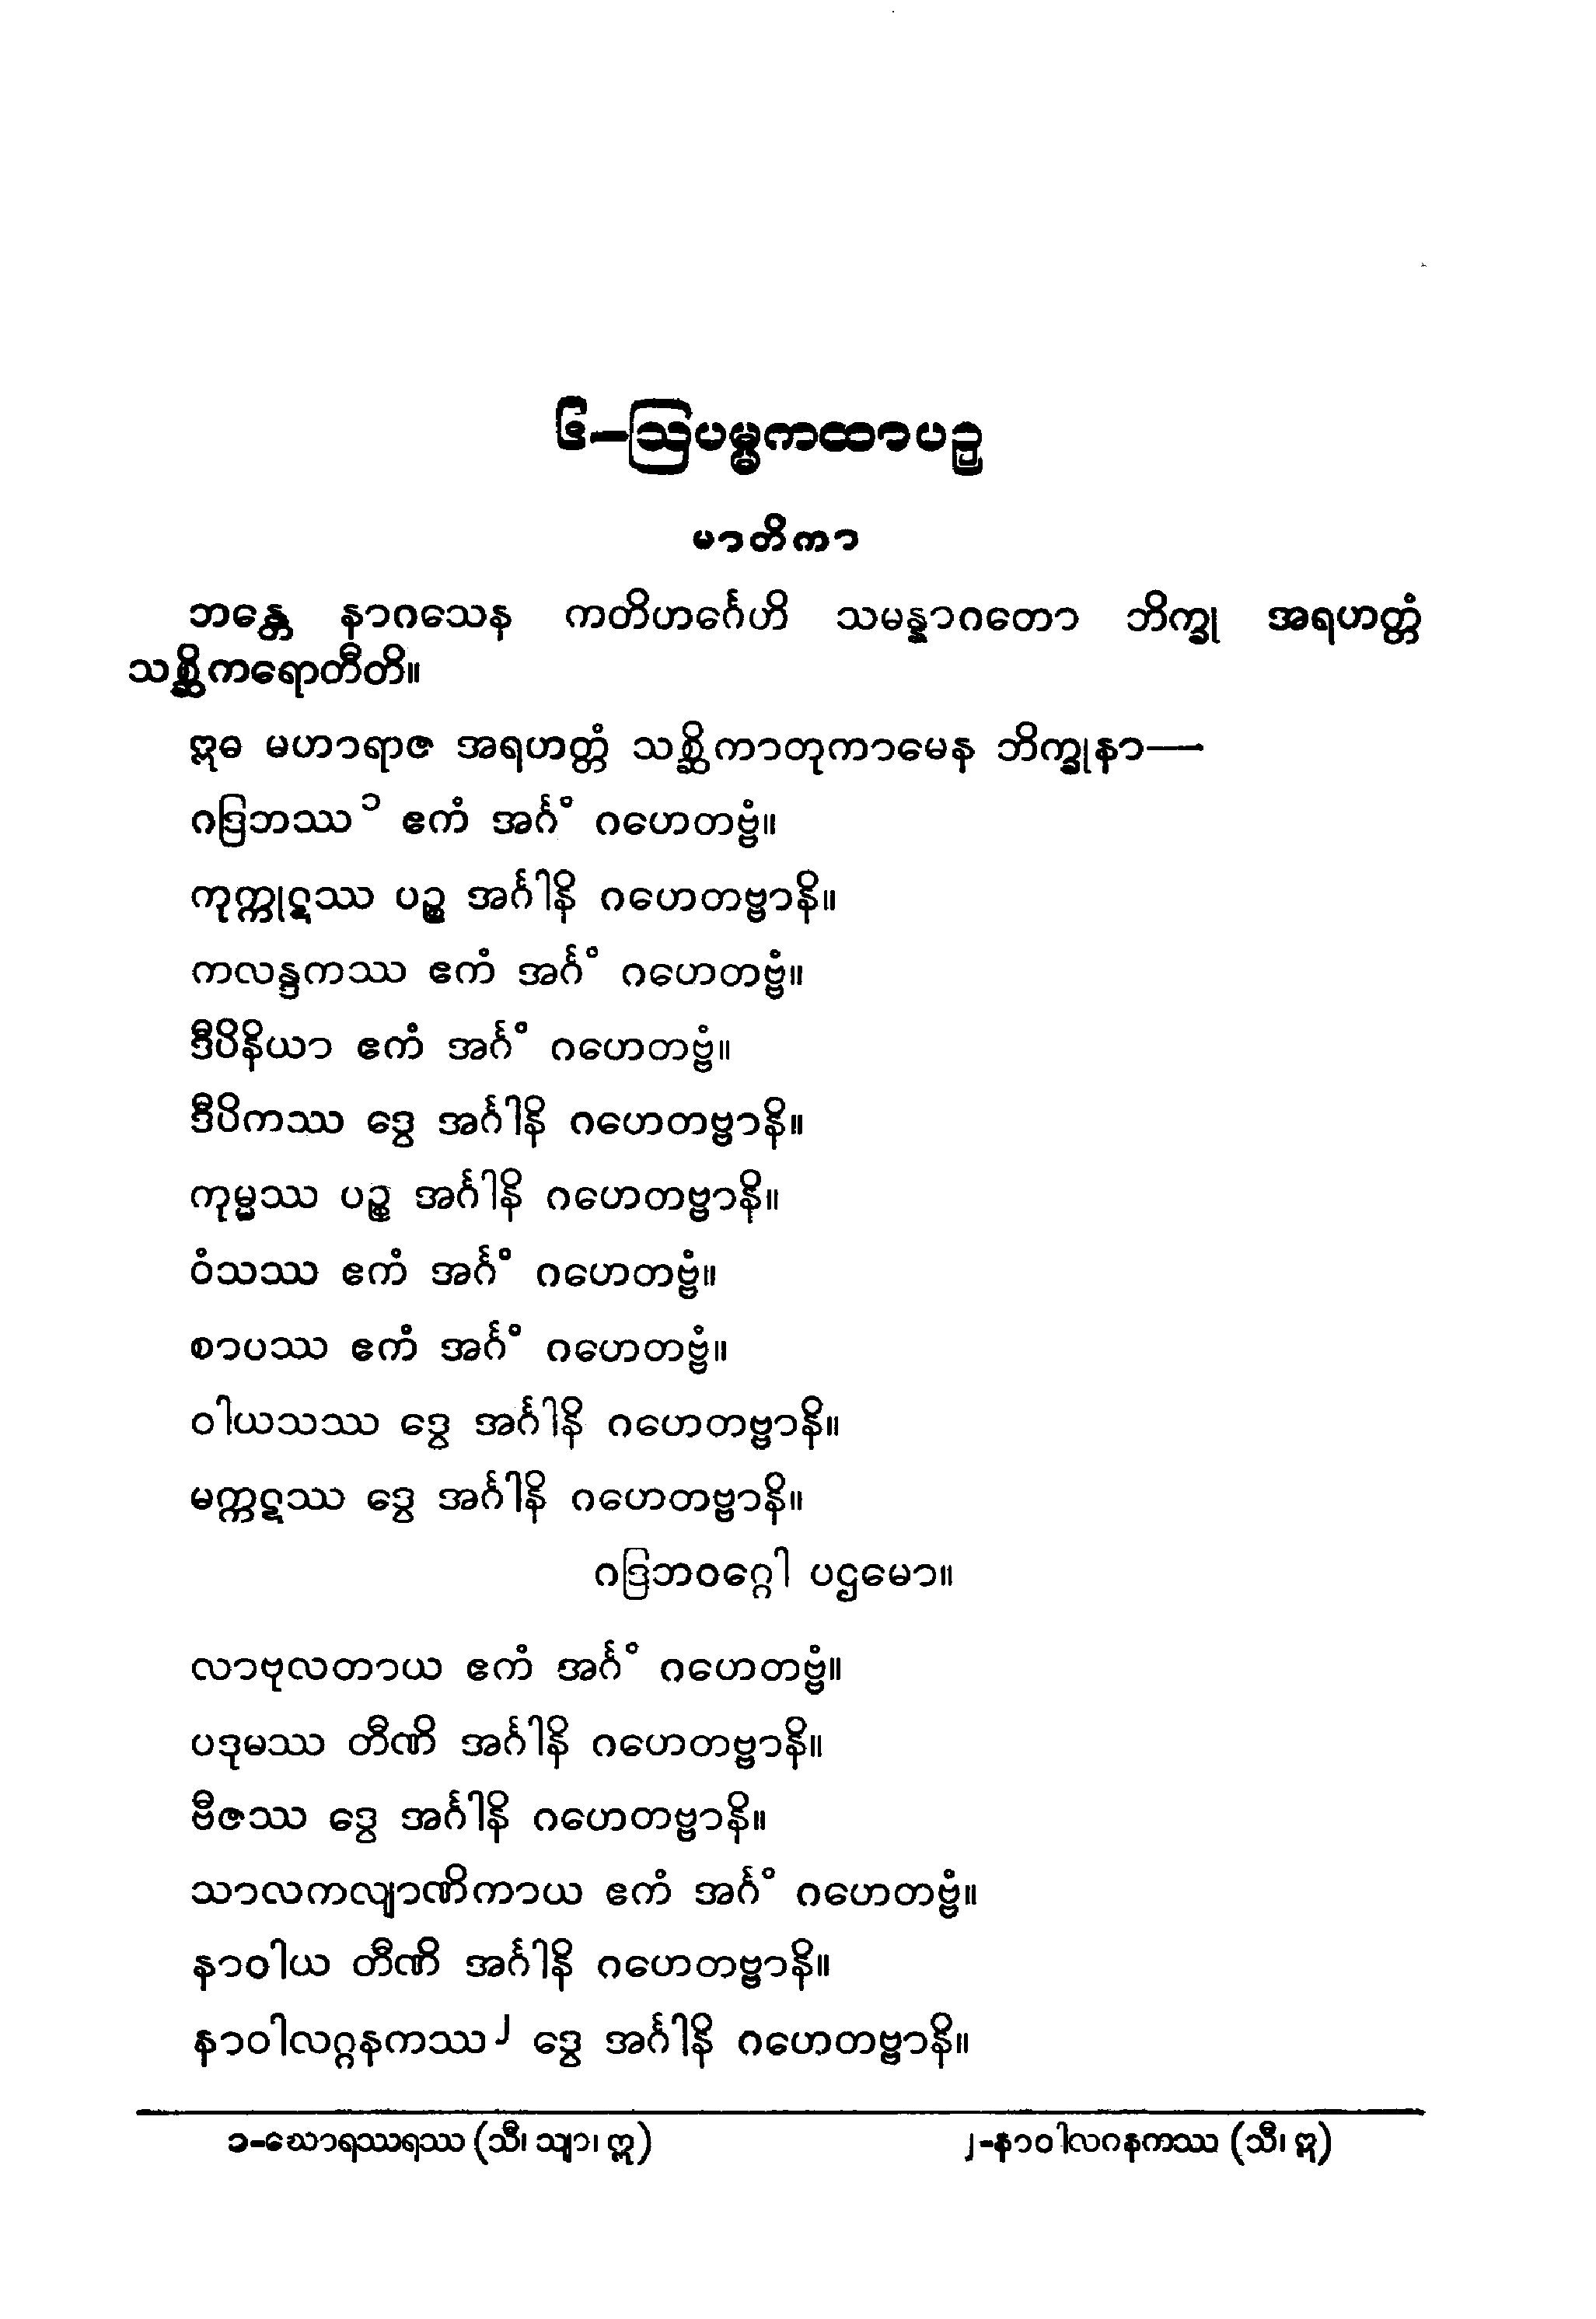 ၆-ဩပမ္မကထာပဉှ
မာတိကာ
ဘန္တေ နာဂသေန ကတိဟင်္ဂေဟိ သမန္နာဂတော ဘိက္ခု အရဟတ္တံ
သစ္ဆိကရောတီတိ။
ဣဓ မဟာရာဇ အရဟတ္တံ သစ္ဆိကာတုကာမေန ဘိက္ခုနာ—
ဂဒြဘဿ ၁ ဧကံ အင်္ဂံ ဂဟေတဗ္ဗံ။
ကုက္ကုဋဿ ပဉ္စ အင်္ဂါနိ ဂဟေတဗ္ဗာနိ။
ကလန္ဒကဿ ဧကံ အင်္ဂံ ဂဟေတဗ္ဗံ။
ဒီပိနိယာ ဧကံ အင်္ဂံ ဂဟေတဗ္ဗံ။
ဒီပိကဿ ဒွေ အင်္ဂါနိ ဂဟေတဗ္ဗာနိ။
ကုမ္မဿ ပဉ္စ အင်္ဂါနိ ဂဟေတဗ္ဗာနိ။
ဝံသဿ ဧကံ အင်္ဂံ ဂဟေတဗ္ဗံ။
စာပဿ ဧကံ အင်္ဂံ ဂဟေတဗ္ဗံ။
ဝါယသဿ ဒွေ အင်္ဂါနိ ဂဟေတဗ္ဗာနိ။
မက္ကဋဿ ဒွေ အင်္ဂါနိ ဂဟေတဗ္ဗာနိ။
ဂဒြဘဝဂ္ဂေါ ပဌမော။
လာဗုလတာယ ဧကံ အင်္ဂံ ဂဟေတဗ္ဗံ။
ပဒုမဿ တီဏိ အင်္ဂါနိ ဂဟေတဗ္ဗာနိ။
ဗီဇဿ ဒွေ အင်္ဂါနိ ဂဟေတဗ္ဗာနိ။
သာလကလျာဏိကာယ ဧကံ အင်္ဂံ ဂဟေတဗ္ဗံ။
နာဝါယ တီဏိ အင်္ဂါနိ ဂဟေတဗ္ဗာနိ။
နာဝါလဂ္ဂနကဿ ၂ ဒွေ အင်္ဂါနိ ဂဟေတဗ္ဗာနိ။
၁-ဃောရဿရဿ (သီ၊ သျာ၊ ဣ) ၂-နာဝါလဂနကဿ (သီ၊ ဣ)